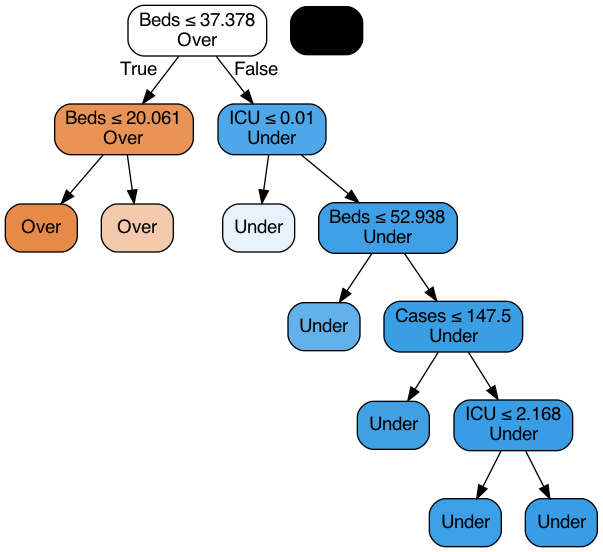 Beds ≤ 37.378
Over
True
False
Beds ≤ 20.061
Over
ICU ≤ 0.01
Under
Over
Over
Under
Beds ≤ 52.938
Under
Under
Cases ≤ 147.5
Under
Under
ICU ≤ 2.168
Under
Under
Under